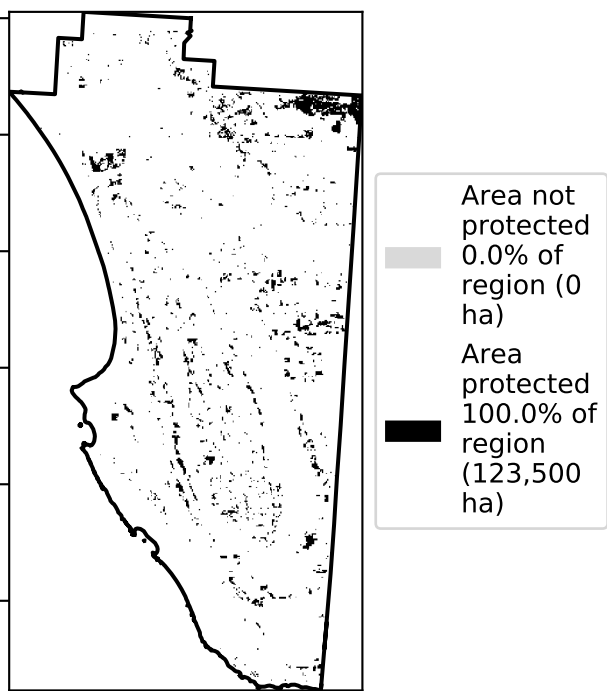 Area not
protected
0.0% of
region (0
ha)
Area
protected
100.0% of
region
(123,500
ha)